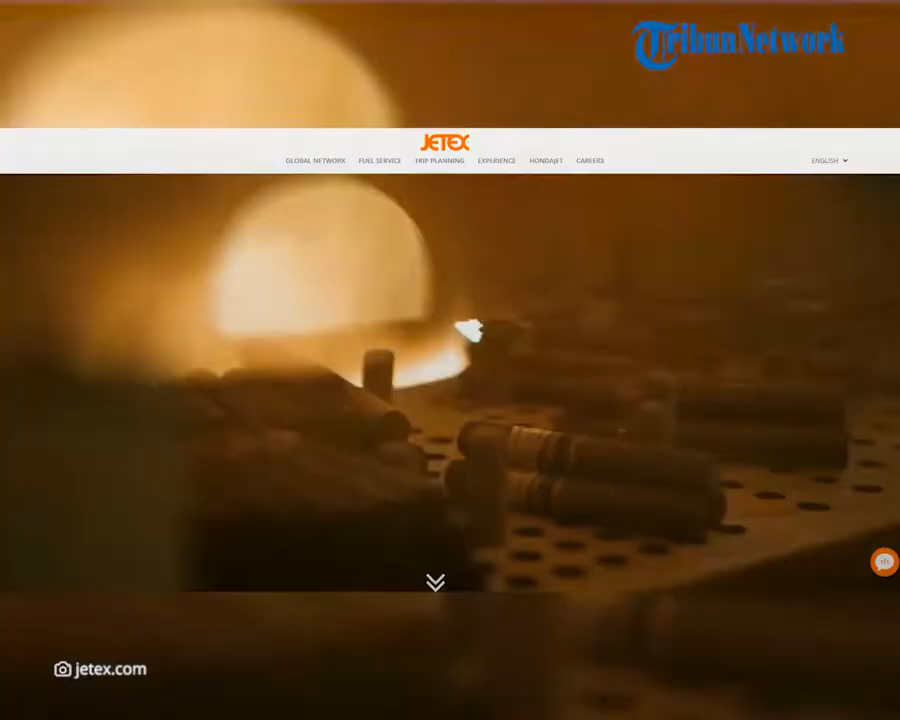 TribunNetwork
JETEX
GLOBAL NETWORK FUEL SERVICE TRIP PLANNING EXPERIENCE HONDAJET CAREERS ENGLISH
jetex.com